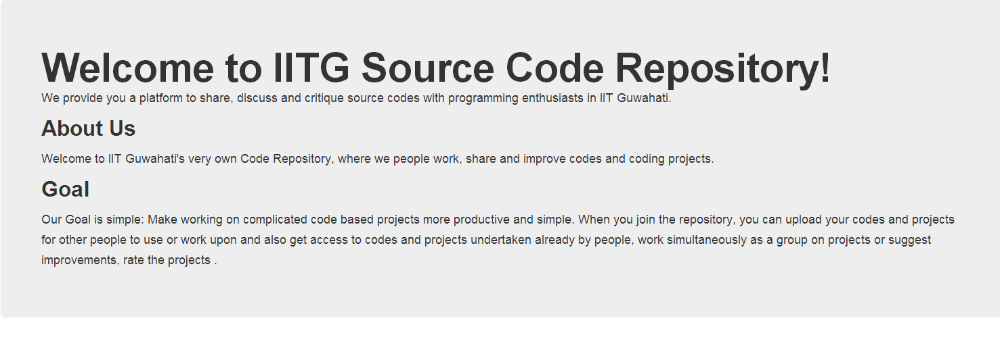 Welcome to IITG Source Code Repository!
We provide you a platform to share, discuss and critique source codes with programming enthusiasts in IIT Guwahati.
About Us
Welcome to IIT Guwahati's very own Code Repository, where we people work, share and improve codes and coding projects.
Goal
Our Goal is simple: Make working on complicated code based projects more productive and simple. When you join the repository, you can upload your codes and projects
for other people to use or work upon and also get access to codes and projects undertaken already by people, work simultaneously as a group on projects or suggest
improvements, rate the projects .